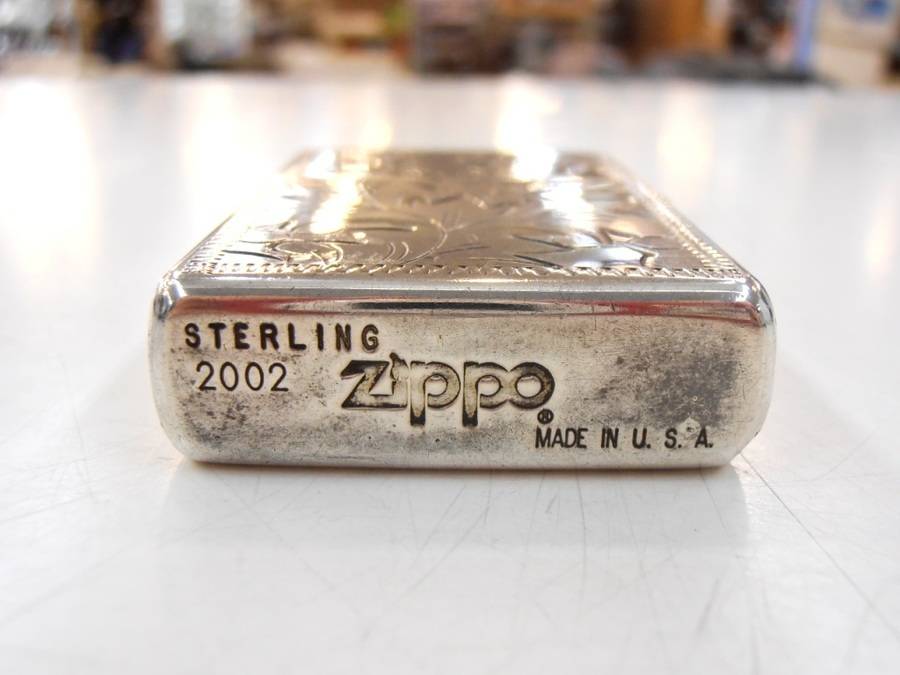 STERLING
2002
Zippo
®
MADE IN U. S. A.